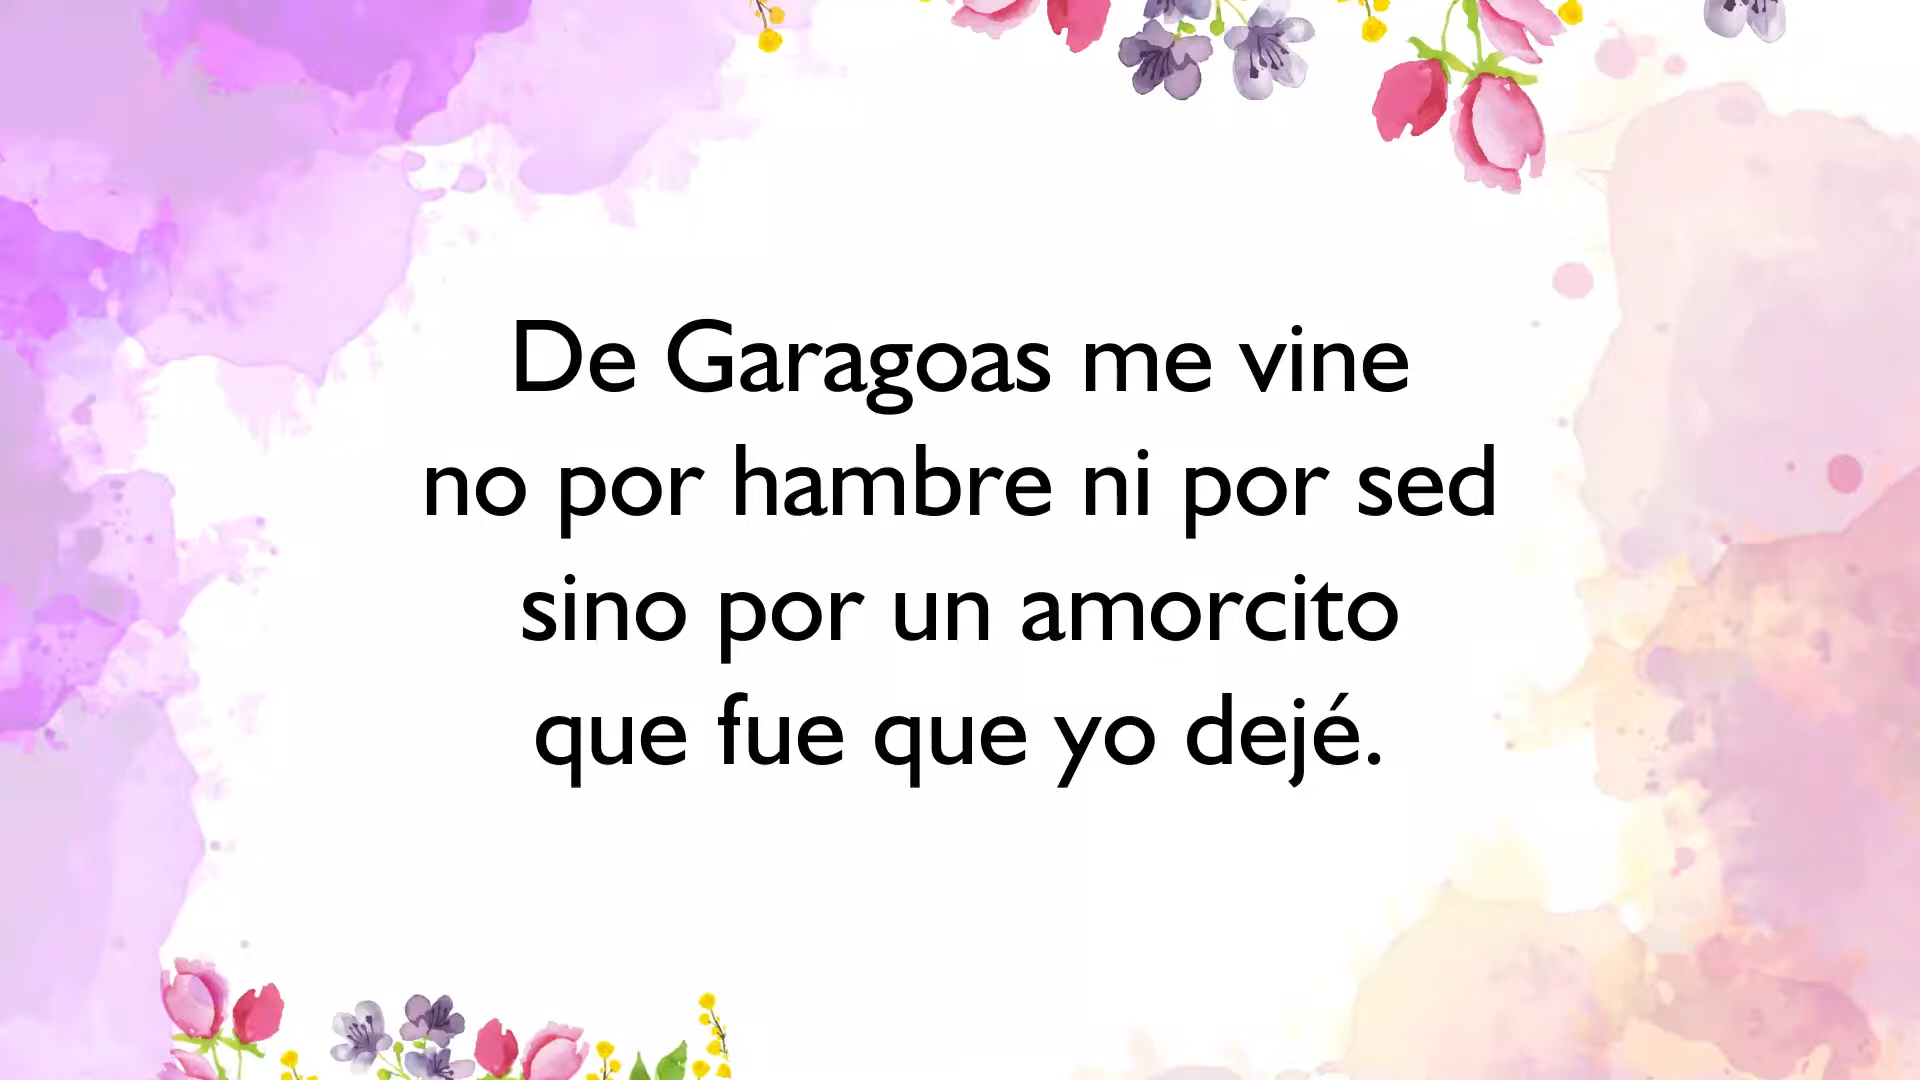 De Garagoas me vine
no por hambre ni por sed
sino por un amorcito
que fue que yo dejé.